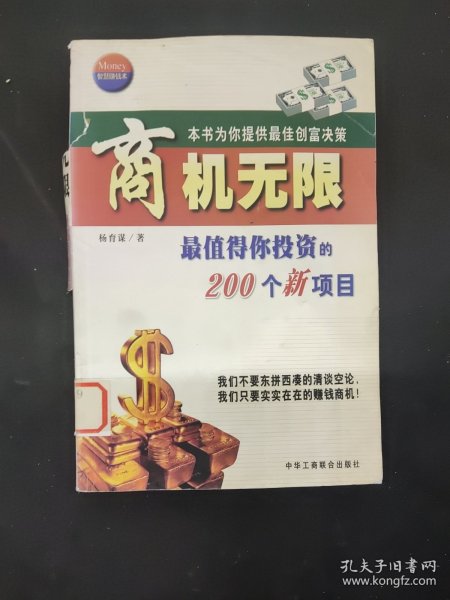 Money
智慧赚钱术
本书为你提供最佳创富决策
商机无限
杨育谋/著
最值得你投资的
200个新项目
我们不要东拼西凑的清谈空论，
我们只要实实在在的赚钱商机！
中华工商联合出版社
孔夫子旧书网
www.kongfz.com